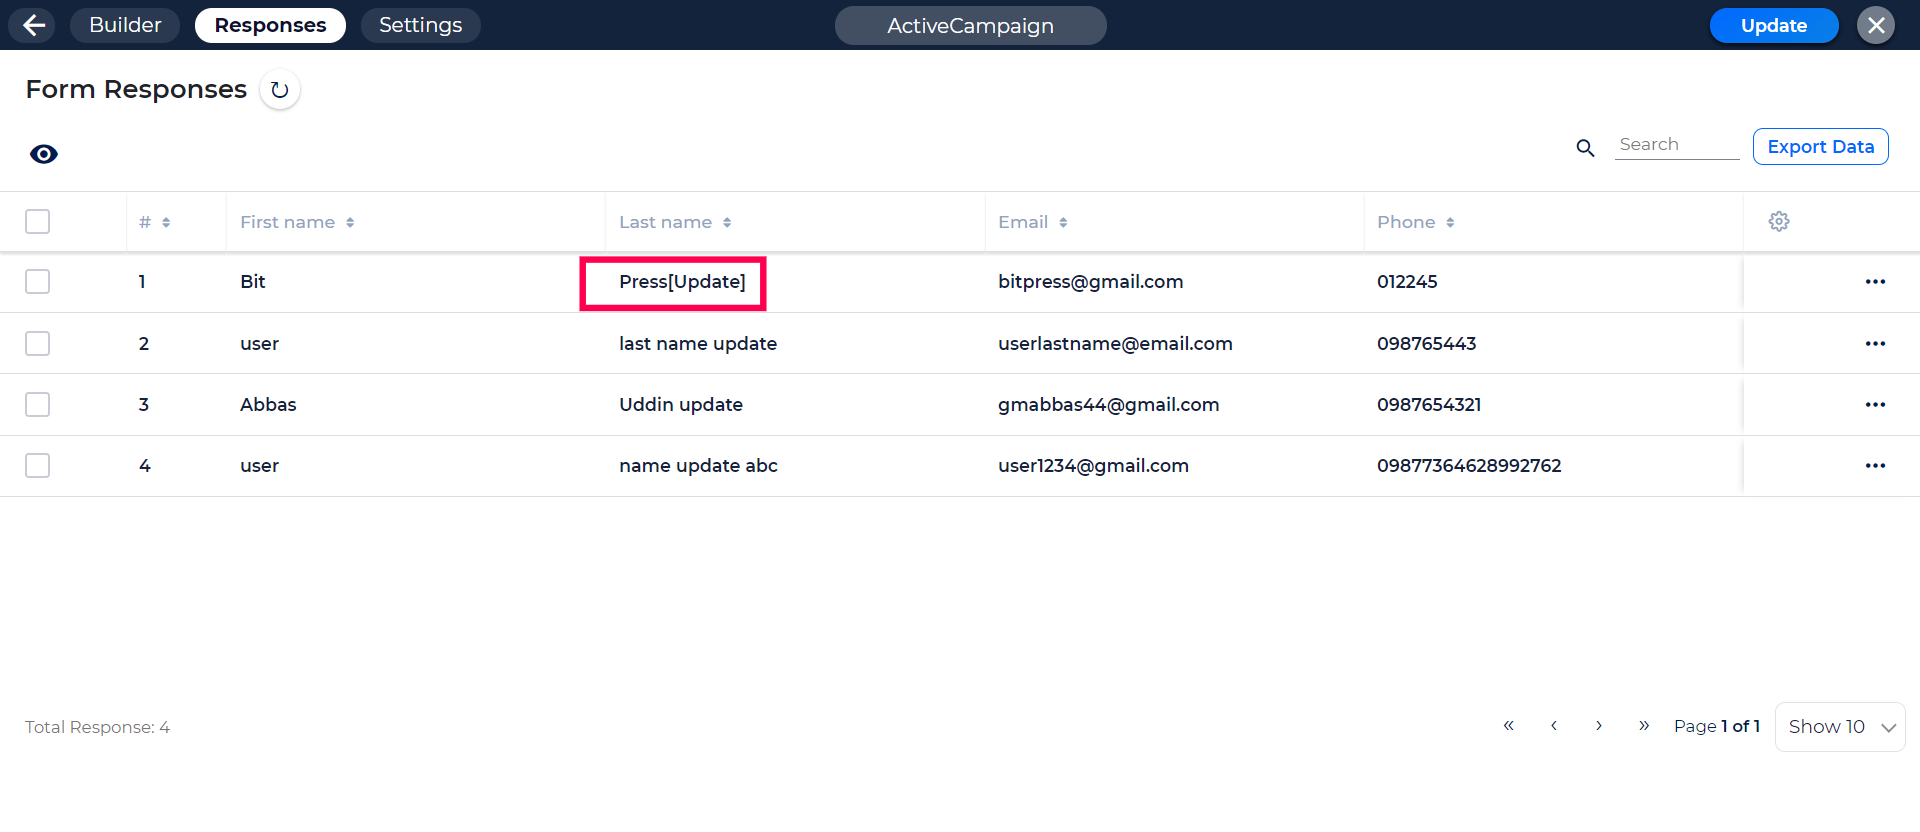 Builder Responses Settings ActiveCampaign Update
Form Responses
Search Export Data
# First name Last name Email Phone
1 Bit Press[Update] bitpress@gmail.com 012245
2 user last name update userlastname@email.com 098765443
3 Abbas Uddin update gmabbas44@gmail.com 0987654321
4 user name update abc user1234@gmail.com 09877364628992762
Total Response: 4 « ‹ › » Page 1 of 1 Show 10